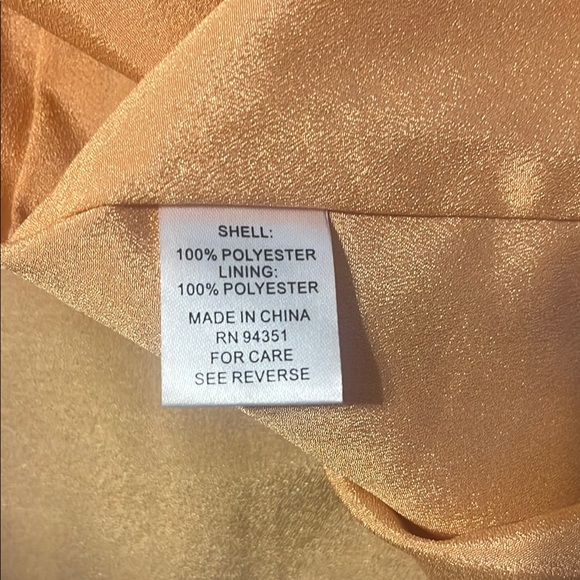 SHELL:
100% POLYESTER
LINING:
100% POLYESTER
MADE IN CHINA
RN 94351
FOR CARE
SEE REVERSE